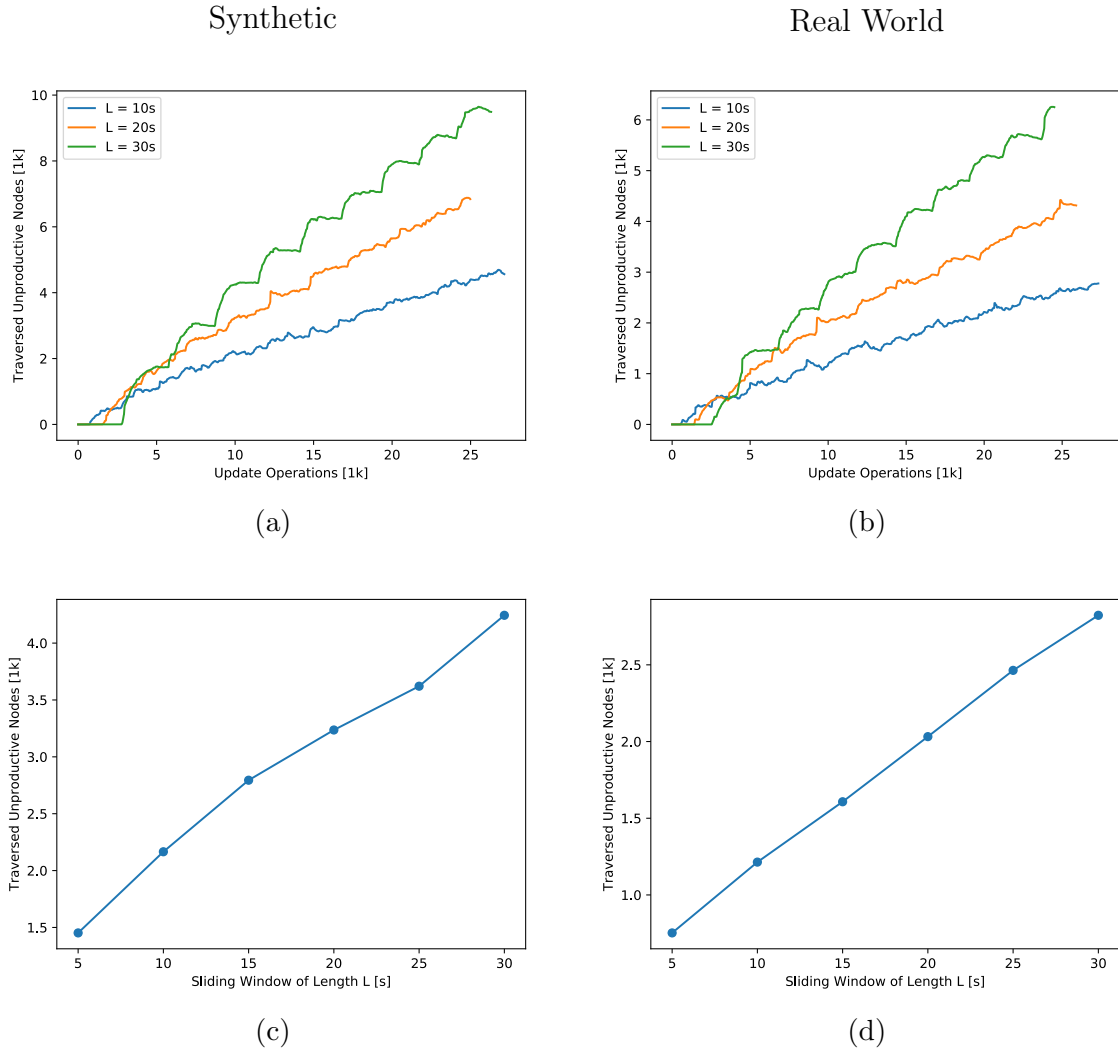 Synthetic
Real World
L = 10s
L = 20s
L = 30s
Traversed Unproductive Nodes [1k]
10
8
6
4
2
0
0 5 10 15 20 25
Update Operations [1k]
(a)
L = 10s
L = 20s
L = 30s
Traversed Unproductive Nodes [1k]
6
5
4
3
2
1
0
0 5 10 15 20 25
Update Operations [1k]
(b)
Traversed Unproductive Nodes [1k]
4.0
3.5
3.0
2.5
2.0
1.5
5 10 15 20 25 30
Sliding Window of Length L [s]
(c)
Traversed Unproductive Nodes [1k]
2.5
2.0
1.5
1.0
5 10 15 20 25 30
Sliding Window of Length L [s]
(d)